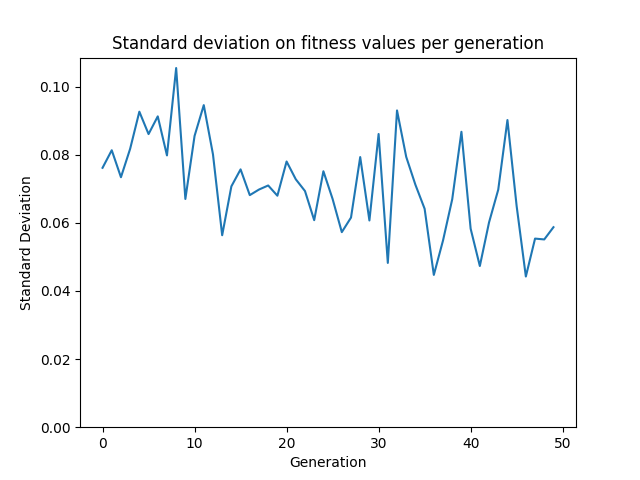 Standard deviation on fitness values per generation
0.10
0.08
0.06
0.04
0.02
0.00
Standard Deviation
0 10 20 30 40 50
Generation